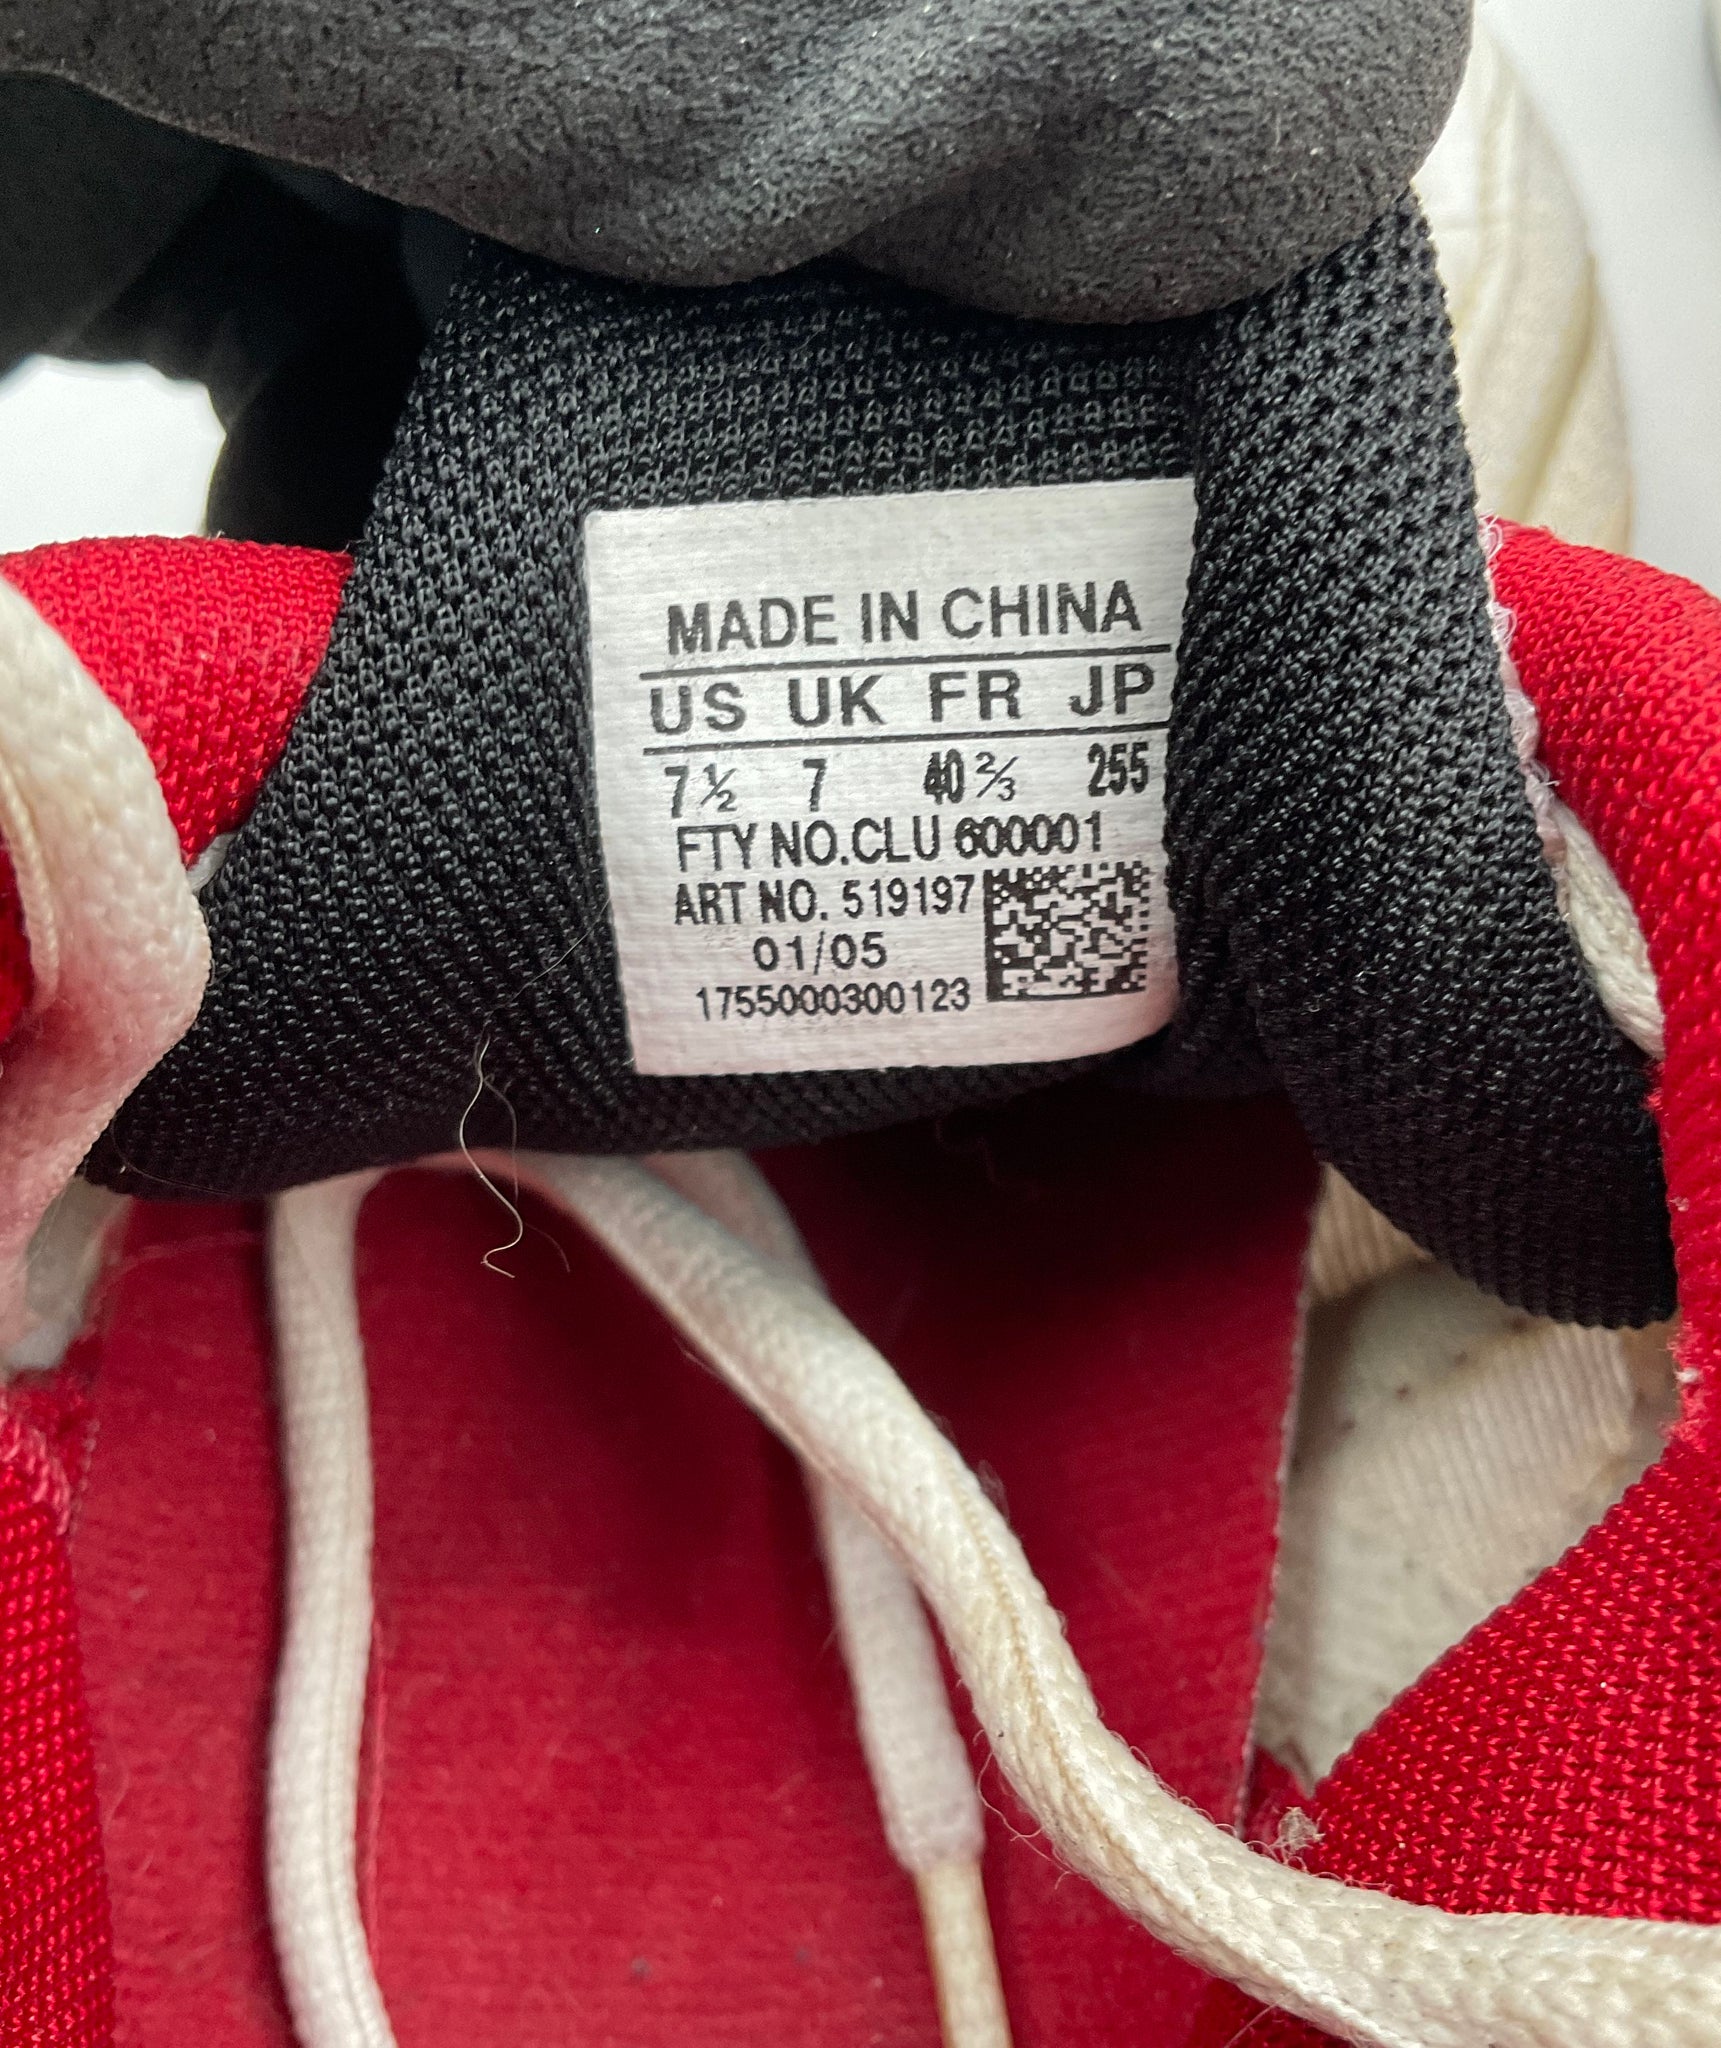 MADE IN CHINA
US UK FR JP
7½ 7 40⅔ 255
FTY NO.CLU 600001
ART NO. 519197
01/05
1755000300123